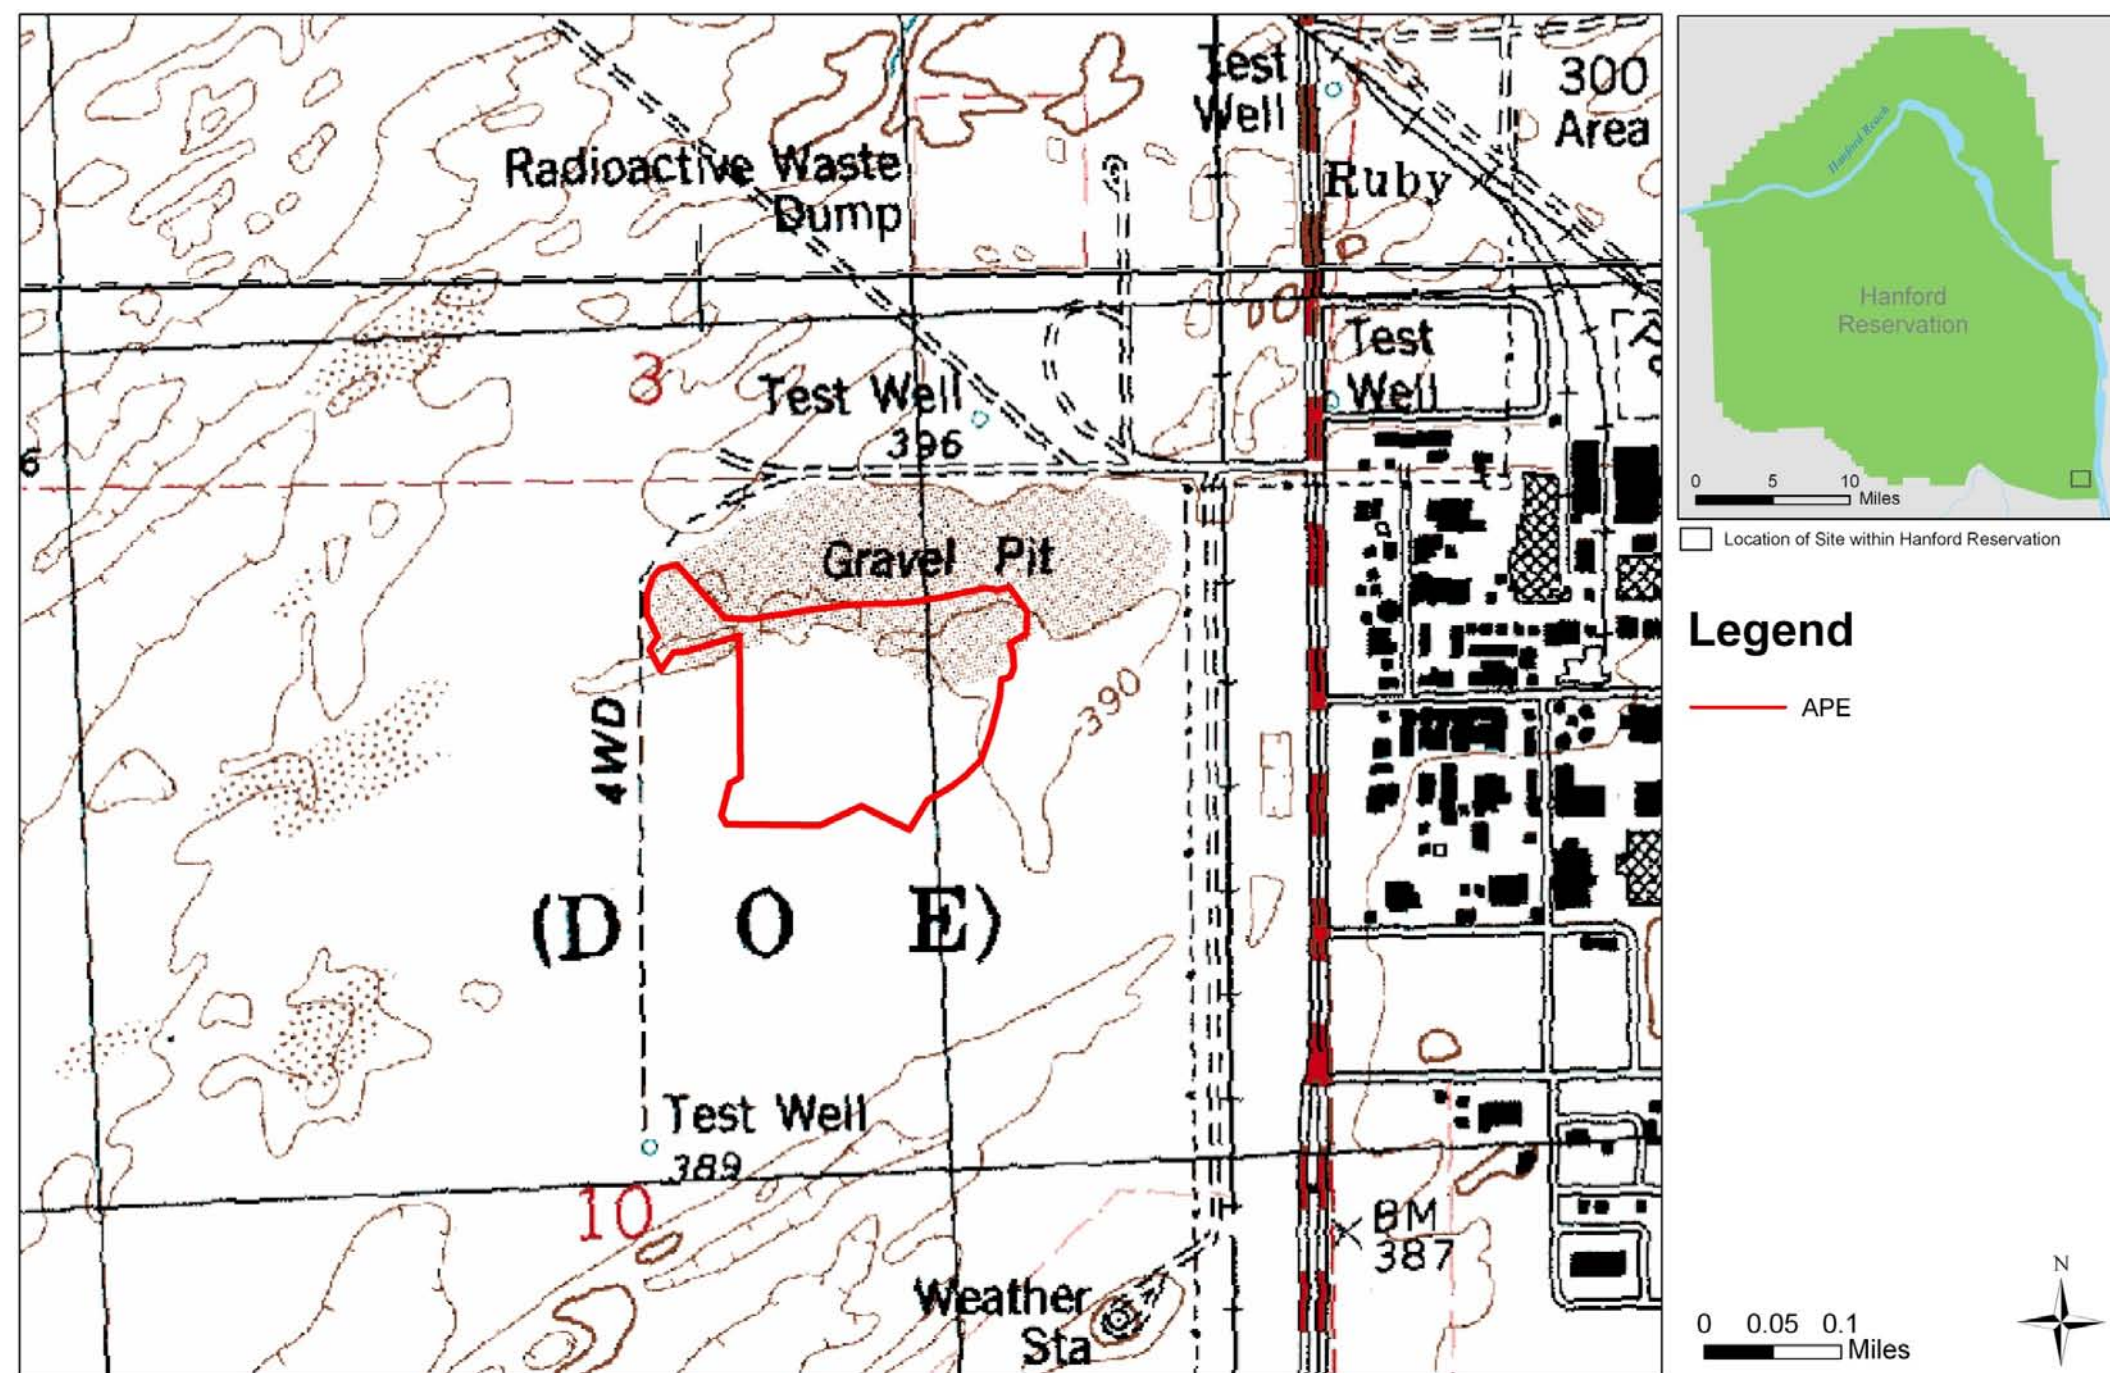 Test
Well
300
Area
Radioactive Waste
Dump
Ruby
3
Test Well
396
Test
Well
6
Gravel Pit
390
4WD
(D O E)
Test Well
389
10
BM
387
Weather
Sta
Hanford Reach
Hanford
Reservation
0 5 10
Miles
Location of Site within Hanford Reservation
Legend
APE
N
0 0.05 0.1
Miles